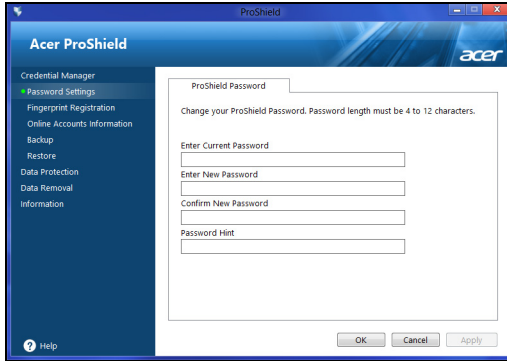 ProShield
Acer ProShield
acer
Credential Manager
Password Settings
Fingerprint Registration
Online Accounts Information
Backup
Restore
Data Protection
Data Removal
Information
Help
ProShield Password
Change your ProShield Password. Password length must be 4 to 12 characters.
Enter Current Password
Enter New Password
Confirm New Password
Password Hint
OK
Cancel
Apply